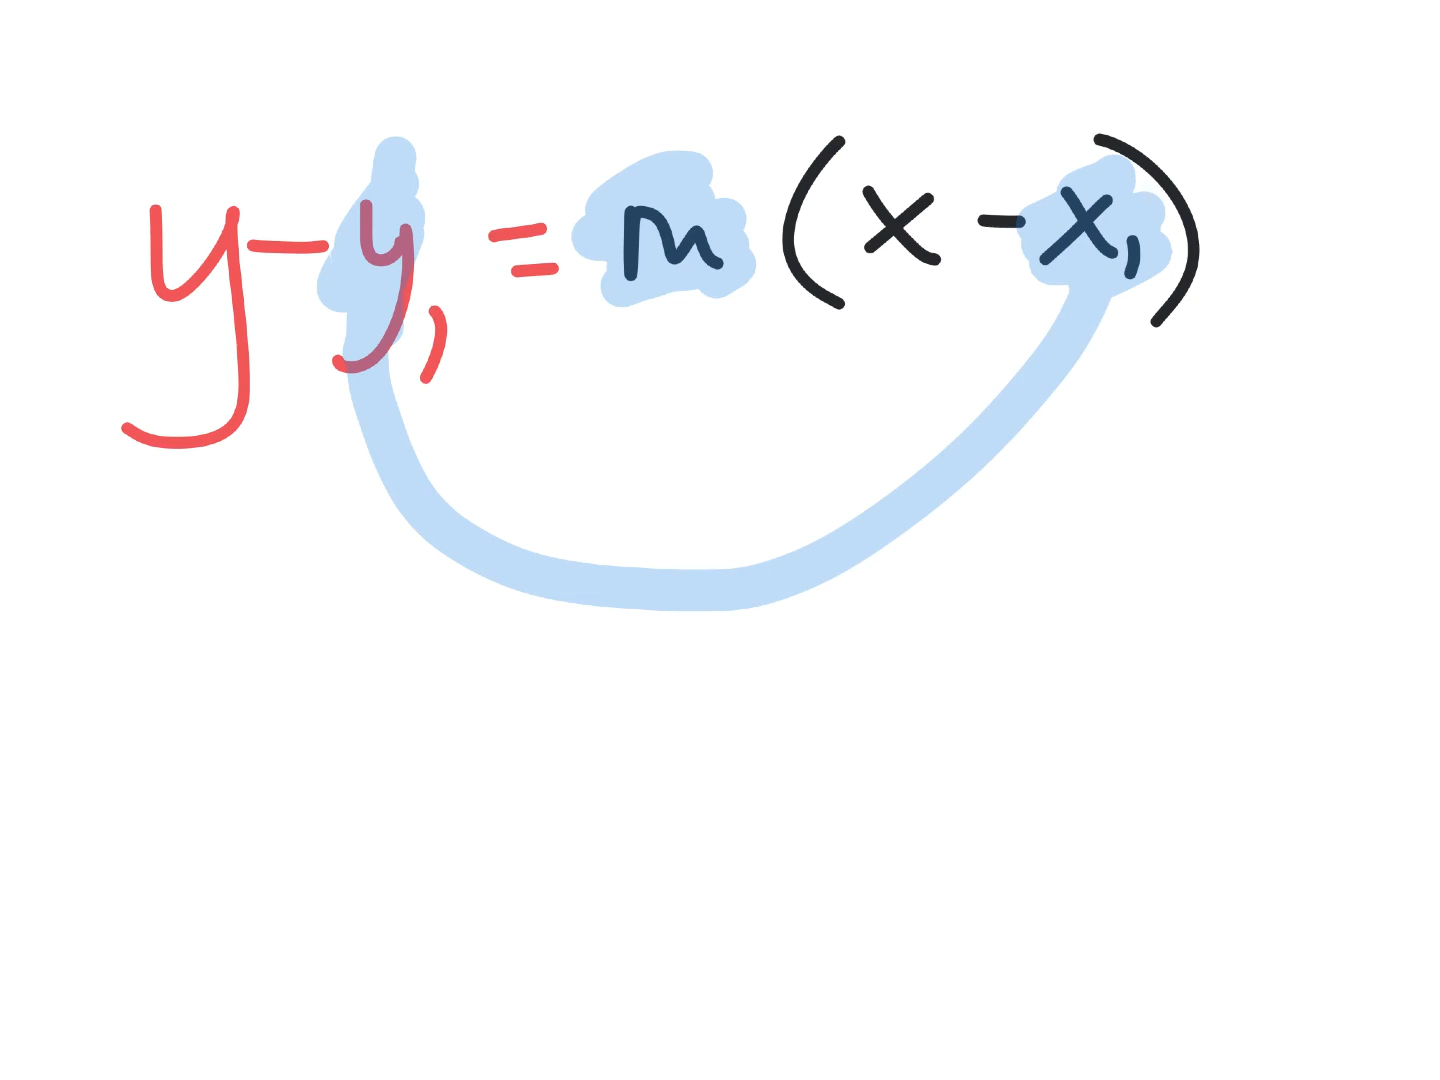 y-y₁ = m (x-x₁)